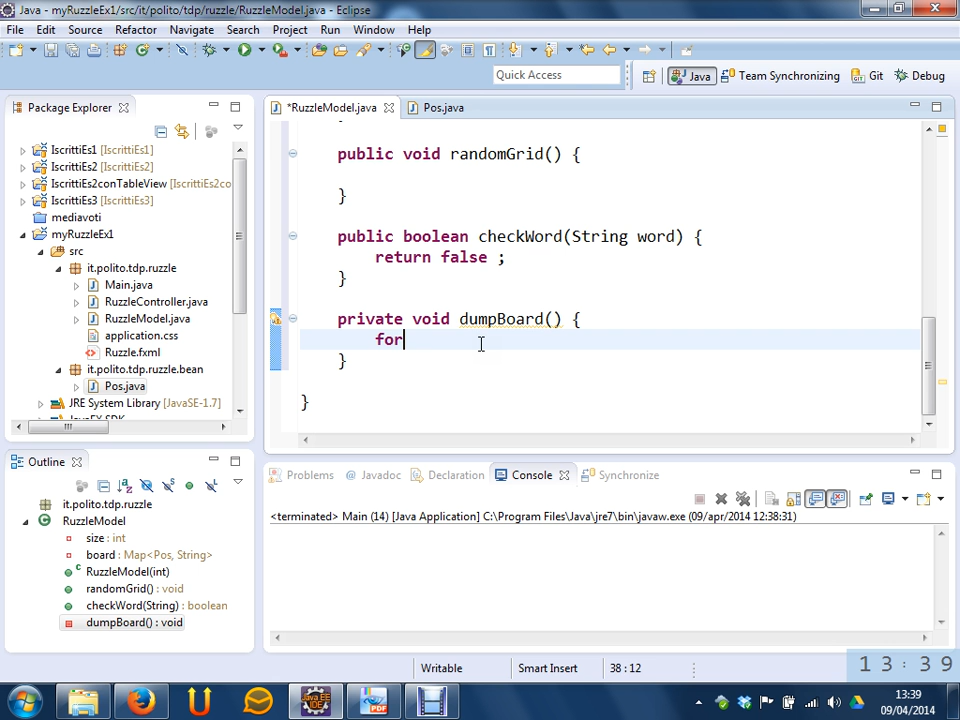 Java - myRuzzleEx1/src/it/polito/tdp/ruzzle/RuzzleModel.java - Eclipse
File Edit Source Refactor Navigate Search Project Run Window Help
Quick Access
Java
Team Synchronizing
Git
Debug
Package Explorer
IscrittiEs1 [IscrittiEs1]
IscrittiEs2 [IscrittiEs2]
IscrittiEs2conTableView [IscrittiEs2co
IscrittiEs3 [IscrittiEs3]
mediavoti
myRuzzleEx1
src
it.polito.tdp.ruzzle
Main.java
RuzzleController.java
RuzzleModel.java
application.css
Ruzzle.fxml
it.polito.tdp.ruzzle.bean
Pos.java
JRE System Library [JavaSE-1.7]
JavaFX SDK
*RuzzleModel.java
Pos.java
}
public void randomGrid() {
}
public boolean checkWord(String word) {
return false ;
}
private void dumpBoard() {
for
}
}
Outline
it.polito.tdp.ruzzle
RuzzleModel
size : int
board : Map<Pos, String>
RuzzleModel(int)
randomGrid() : void
checkWord(String) : boolean
dumpBoard() : void
Problems @ Javadoc Declaration Console Synchronize
<terminated> Main (14) [Java Application] C:\Program Files\Java\jre7\bin\javaw.exe (09/apr/2014 12:38:31)
Writable
Smart Insert
38 : 12
13:39
13:39
09/04/2014